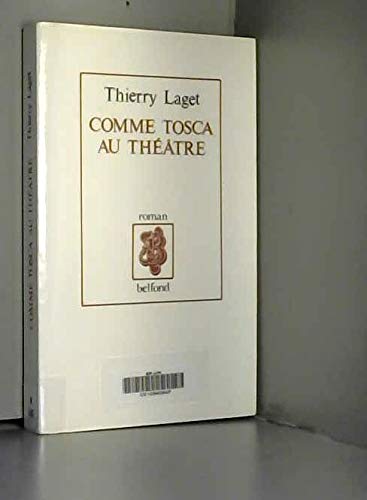 Thierry Laget
COMME TOSCA
AU THÉÂTRE
roman
belfond
COMME TOSCA AU THÉÂTRE Thierry Laget